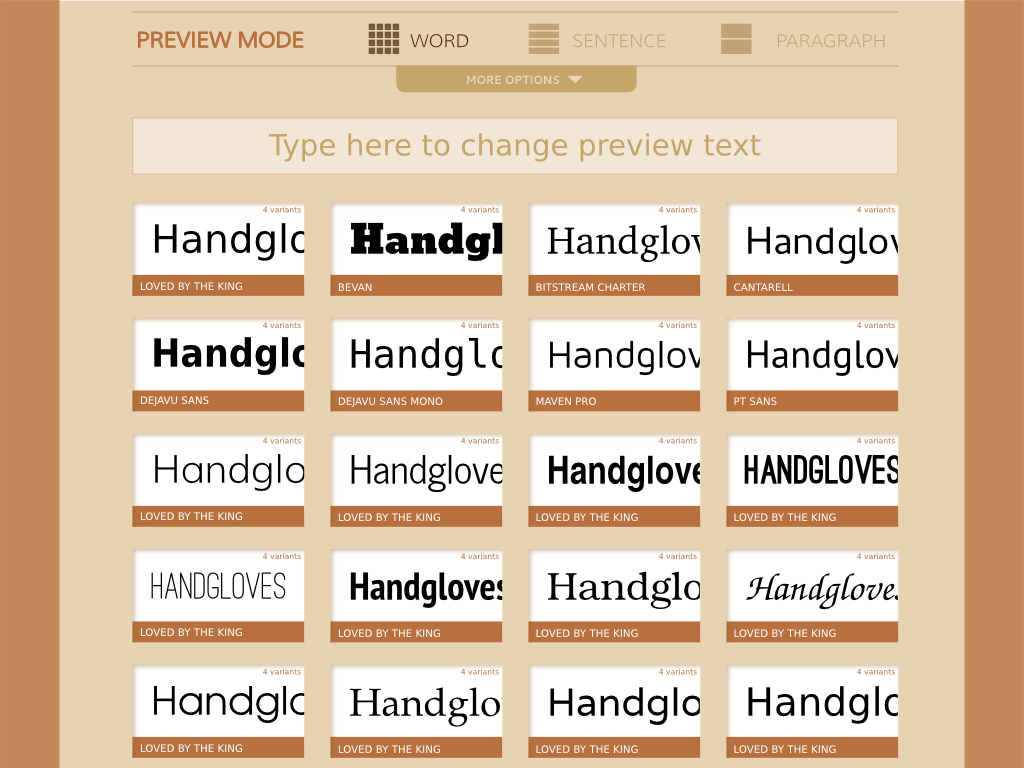 PREVIEW MODE WORD SENTENCE PARAGRAPH
MORE OPTIONS
Type here to change preview text
4 variants 4 variants 4 variants 4 variants
Handglo Handgl Handglov Handglov
LOVED BY THE KING BEVAN BITSTREAM CHARTER CANTARELL
4 variants 4 variants 4 variants 4 variants
Handglo Handglo Handglov Handglov
DEJAVU SANS DEJAVU SANS MONO MAVEN PRO PT SANS
4 variants 4 variants 4 variants 4 variants
Handglo Handglove Handglove HANDGLOVES
LOVED BY THE KING LOVED BY THE KING LOVED BY THE KING LOVED BY THE KING
4 variants 4 variants 4 variants 4 variants
HANDGLOVES Handgloves Handglo Handgloves
LOVED BY THE KING LOVED BY THE KING LOVED BY THE KING LOVED BY THE KING
4 variants 4 variants 4 variants 4 variants
Handglo Handglo Handglo Handglo
LOVED BY THE KING LOVED BY THE KING LOVED BY THE KING LOVED BY THE KING